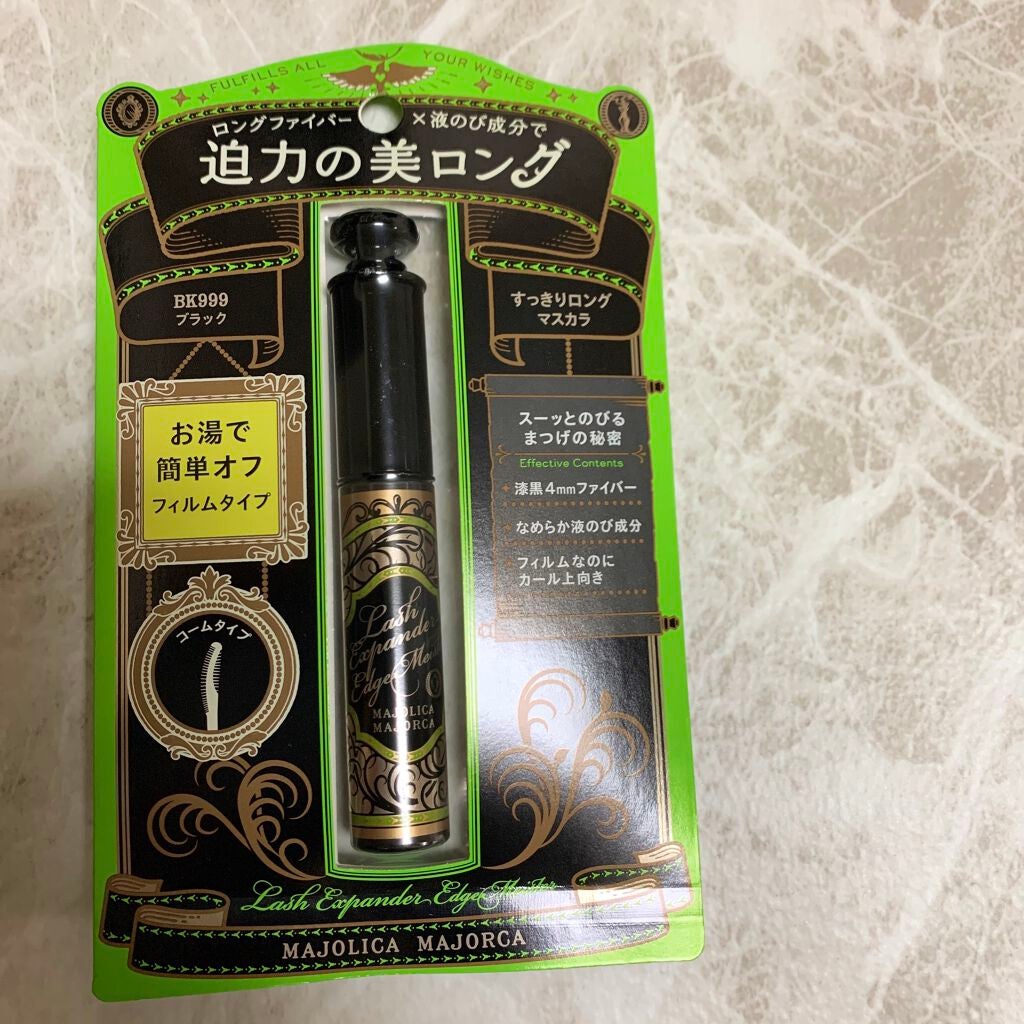 FULFILLS ALL YOUR WISHES
ロングファイバー×液のび成分で
迫力の美ロング
BK999
ブラック
すっきりロング
マスカラ
お湯で
簡単オフ
フィルムタイプ
スーッとのびる
まつげの秘密
Effective Contents
漆黒4mmファイバー
なめらか液のび成分
フィルムなのに
カール上向き
コームタイプ
Lash
Expander
Edge Meister
MAJOLICA
MAJORCA
Lash Expander Edge Meister
MAJOLICA MAJORCA